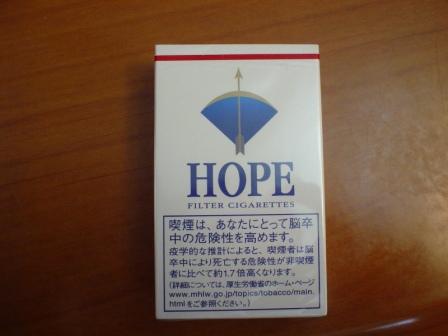 HOPE
FILTER CIGARETTES
喫煙は、あなたにとって脳卒
中の危険性を高めます。
疫学的な推計によると、喫煙者は脳
卒中により死亡する危険性が非喫煙
者に比べて約1.7倍高くなります。
(詳細については、厚生労働省のホーム・ページ
www.mhlw.go.jp/topics/tobacco/main.
htmlをご参照ください。)